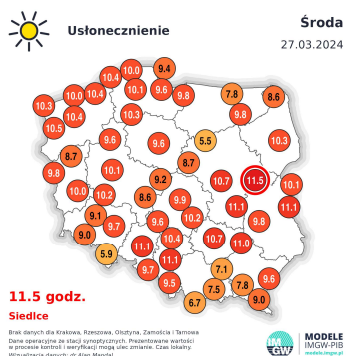 Usłonecznienie
Środa
27.03.2024
10.0 9.4
10.4
10.1 9.6
10.0 10.4 9.8 7.8 8.6
10.3
10.4 10.3 9.8
10.5
9.6 9.6 5.5 10.3
8.7 8.7
9.8 10.1
9.2 10.7 11.5 10.1
10.0 10.2 8.6 9.9
11.1 11.1
9.1 10.2
9.7 9.6 9.8
9.0 10.4 10.7 11.0
11.1
5.9 11.1
9.7 7.1
9.5 9.6
7.5 7.8
6.7 9.0
11.5 godz.
Siedlce
Brak danych dla Krakowa, Rzeszowa, Olsztyna, Zamościa i Tarnowa
Dane operacyjne ze stacji synoptycznych. Prezentowane wartości
w procesie kontroli i weryfikacji mogą ulec zmianie. Czas lokalny.
Wizualizacja danych: dr Alan Mandal
IM
GW
MODELE
IMGW-PIB